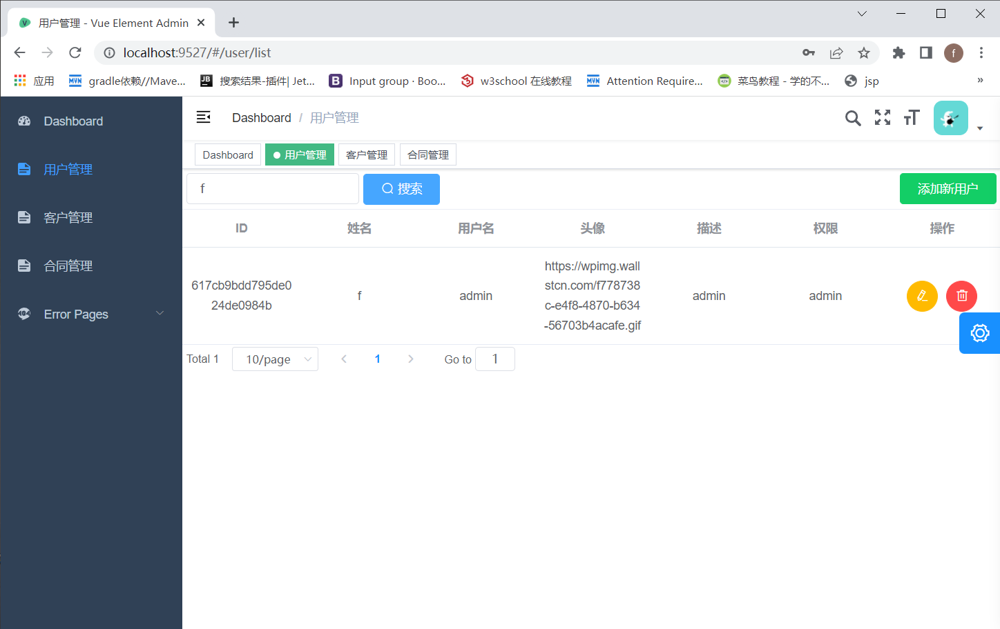 用户管理 - Vue Element Admin
localhost:9527/#/user/list
f
应用
gradle依赖//Mave...
搜索结果-插件| Jet...
Input group · Boo...
w3school 在线教程
Attention Require...
菜鸟教程 - 学的不...
jsp
»
Dashboard
用户管理
客户管理
合同管理
Error Pages
Dashboard / 用户管理
Dashboard
用户管理
客户管理
合同管理
f
搜索
添加新用户
ID 姓名 用户名 头像 描述 权限 操作
617cb9bdd795de0
24de0984b
f
admin
https://wpimg.wall
stcn.com/f778738
c-e4f8-4870-b634
-56703b4acafe.gif
admin
admin
Total 1
10/page
1
Go to
1